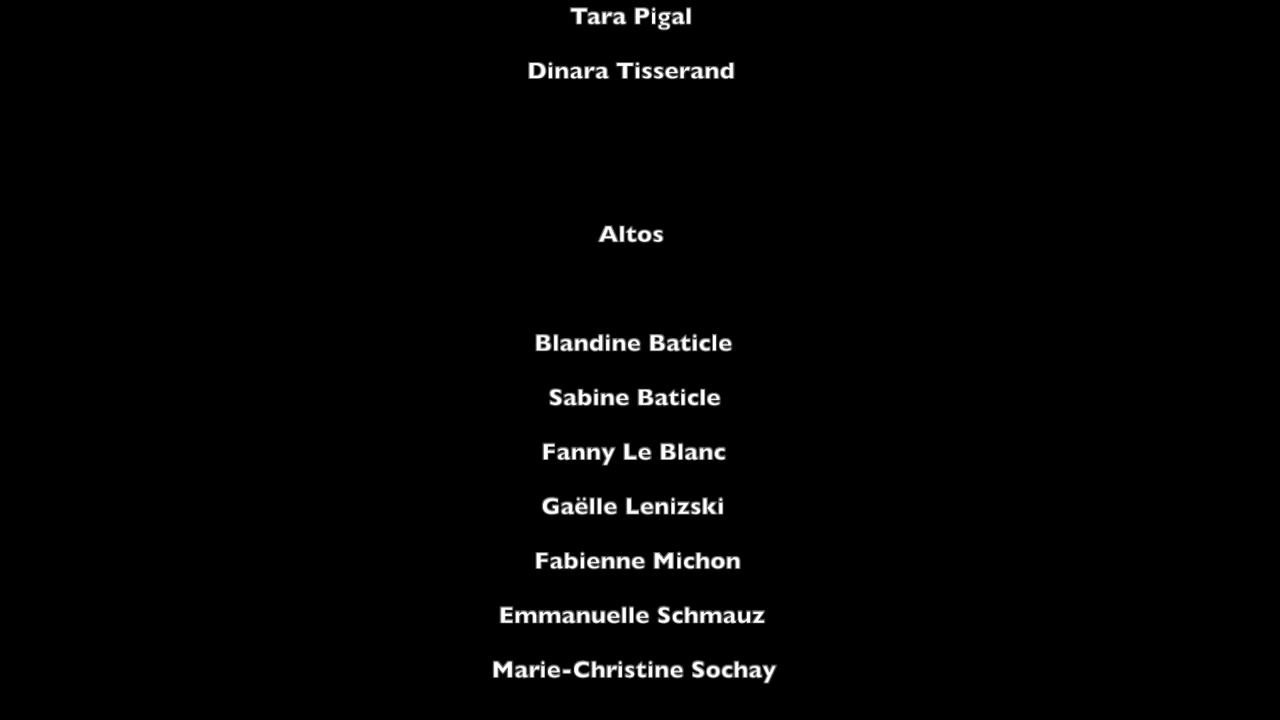 Tara Pigal
Dinara Tisserand
Altos
Blandine Baticle
Sabine Baticle
Fanny Le Blanc
Gaëlle Lenizski
Fabienne Michon
Emmanuelle Schmauz
Marie-Christine Sochay